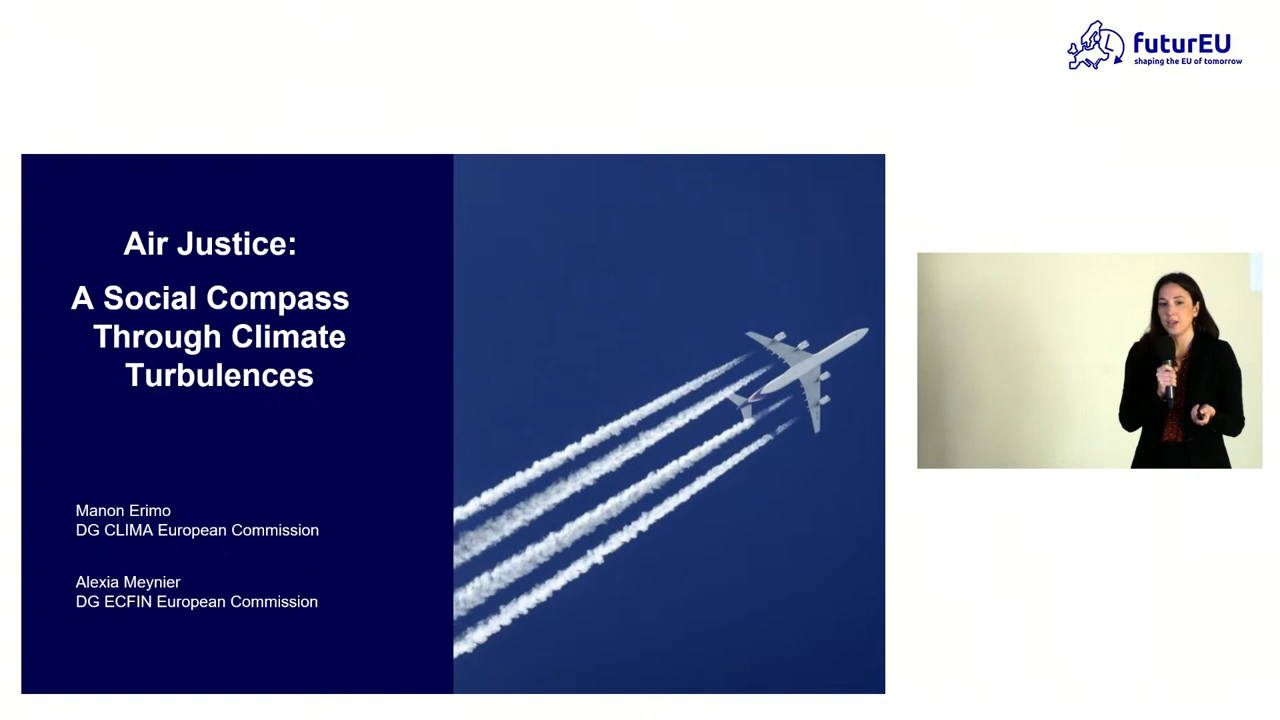 futurEU
shaping the EU of tomorrow
Air Justice:
A Social Compass
Through Climate
Turbulences
Manon Erimo
DG CLIMA European Commission
Alexia Meynier
DG ECFIN European Commission